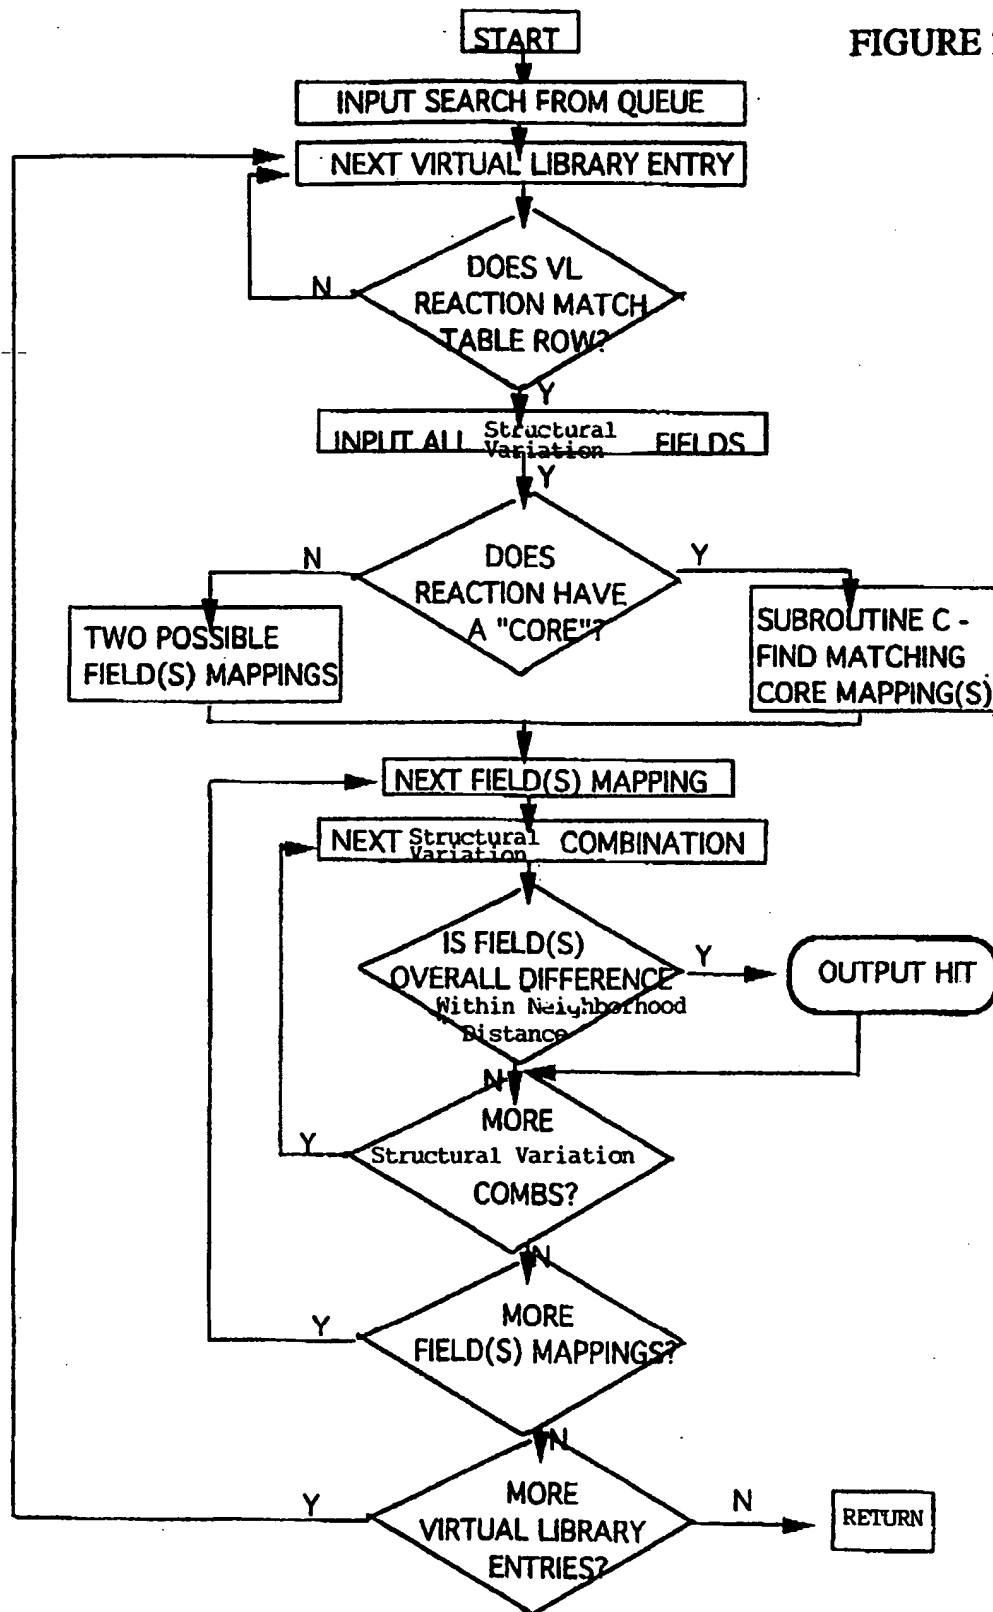 START
FIGURE
INPUT SEARCH FROM QUEUE
NEXT VIRTUAL LIBRARY ENTRY
DOES VL
N
REACTION MATCH
TABLE ROW?
Y
INPUT ALL Structural Variation FIELDS
Y
N
DOES
Y
REACTION HAVE
A "CORE"?
TWO POSSIBLE
FIELD(S) MAPPINGS
SUBROUTINE C -
FIND MATCHING
CORE MAPPING(S)
NEXT FIELD(S) MAPPING
NEXT Structural Variation COMBINATION
IS FIELD(S)
Y
OVERALL DIFFERENCE
Within Neighborhood
Distance
OUTPUT HIT
N
MORE
Y
Structural Variation
COMBS?
N
MORE
Y
FIELD(S) MAPPINGS?
N
Y
MORE
N
VIRTUAL LIBRARY
ENTRIES?
RETURN